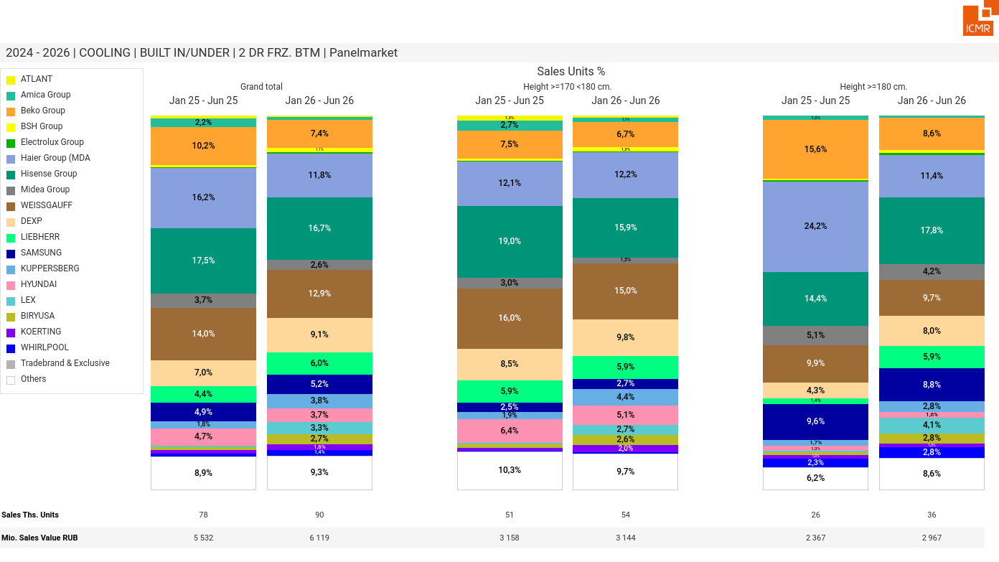 ICMR
2024 - 2026 | COOLING | BUILT IN/UNDER | 2 DR FRZ. BTM | Panelmarket
Sales Units %
Grand total
Height >=170 <180 cm.
Height >=180 cm.
Jan 25 - Jun 25
Jan 26 - Jun 26
Jan 25 - Jun 25
Jan 26 - Jun 26
Jan 25 - Jun 25
Jan 26 - Jun 26
ATLANT
Amica Group
Beko Group
BSH Group
Electrolux Group
Haier Group (MDA
Hisense Group
Midea Group
WEISSGAUFF
DEXP
LIEBHERR
SAMSUNG
KUPPERSBERG
HYUNDAI
LEX
BIRYUSA
KOERTING
WHIRLPOOL
Tradebrand & Exclusive
Others
2,2%
10,2%
16,2%
17,5%
3,7%
14,0%
7,0%
4,4%
4,9%
1,8%
4,7%
8,9%
7,4%
1,1%
11,8%
16,7%
2,6%
12,9%
9,1%
6,0%
5,2%
3,8%
3,7%
3,3%
2,7%
1,6%
1,4%
9,3%
1,3%
2,7%
7,5%
12,1%
19,0%
3,0%
16,0%
8,5%
5,9%
2,5%
1,9%
6,4%
10,3%
1,1%
6,7%
1,3%
12,2%
15,9%
1,5%
15,0%
9,8%
5,9%
2,7%
4,4%
5,1%
2,7%
2,6%
2,0%
9,7%
1,3%
15,6%
24,2%
14,4%
5,1%
9,9%
4,3%
1,4%
9,6%
1,7%
1,3%
1,0%
2,3%
6,2%
8,6%
11,4%
17,8%
4,2%
9,7%
8,0%
5,9%
8,8%
2,8%
1,6%
4,1%
2,8%
1,0%
2,8%
8,6%
Sales Ths. Units 78 90 51 54 26 36
Mio. Sales Value RUB 5 532 6 119 3 158 3 144 2 367 2 967